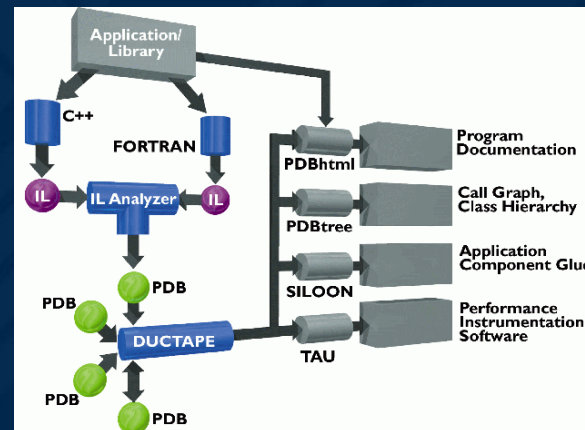 Application/
Library
C++
FORTRAN
IL
IL Analyzer
IL
PDB
PDB
DUCTAPE
PDB
PDB
PDBhtml
Program
Documentation
PDBtree
Call Graph,
Class Hierarchy
SILOON
Application
Component Glue
TAU
Performance
Instrumentation
Software